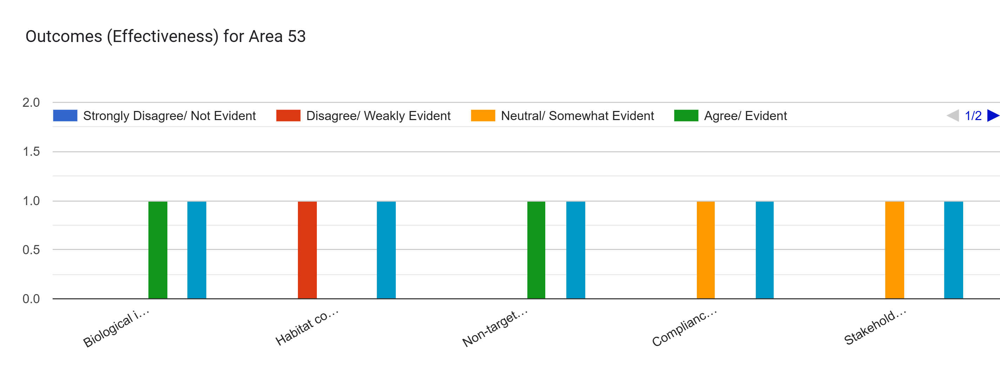 Outcomes (Effectiveness) for Area 53
2.0
Strongly Disagree/ Not Evident Disagree/ Weakly Evident Neutral/ Somewhat Evident Agree/ Evident 1/2
1.5
1.0
0.5
0.0
Biological i... Habitat co... Non-target... Complianc... Stakehold...